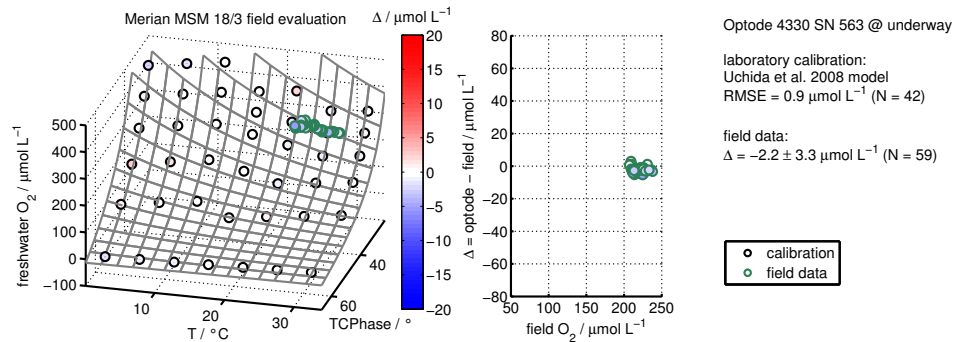 Merian MSM 18/3 field evaluation
Δ / μmol L⁻¹
freshwater O₂ / μmol L⁻¹
500
400
300
200
100
0
−100
10
20
30
T / °C
40
60
TCPhase / °
20
15
10
5
0
−5
−10
−15
−20
Δ = optode − field / μmol L⁻¹
80
60
40
20
0
−20
−40
−60
−80
50
100
150
200
250
field O₂ / μmol L⁻¹
Optode 4330 SN 563 @ underway
laboratory calibration:
Uchida et al. 2008 model
RMSE = 0.9 μmol L⁻¹ (N = 42)
field data:
Δ = −2.2 ± 3.3 μmol L⁻¹ (N = 59)
calibration
field data